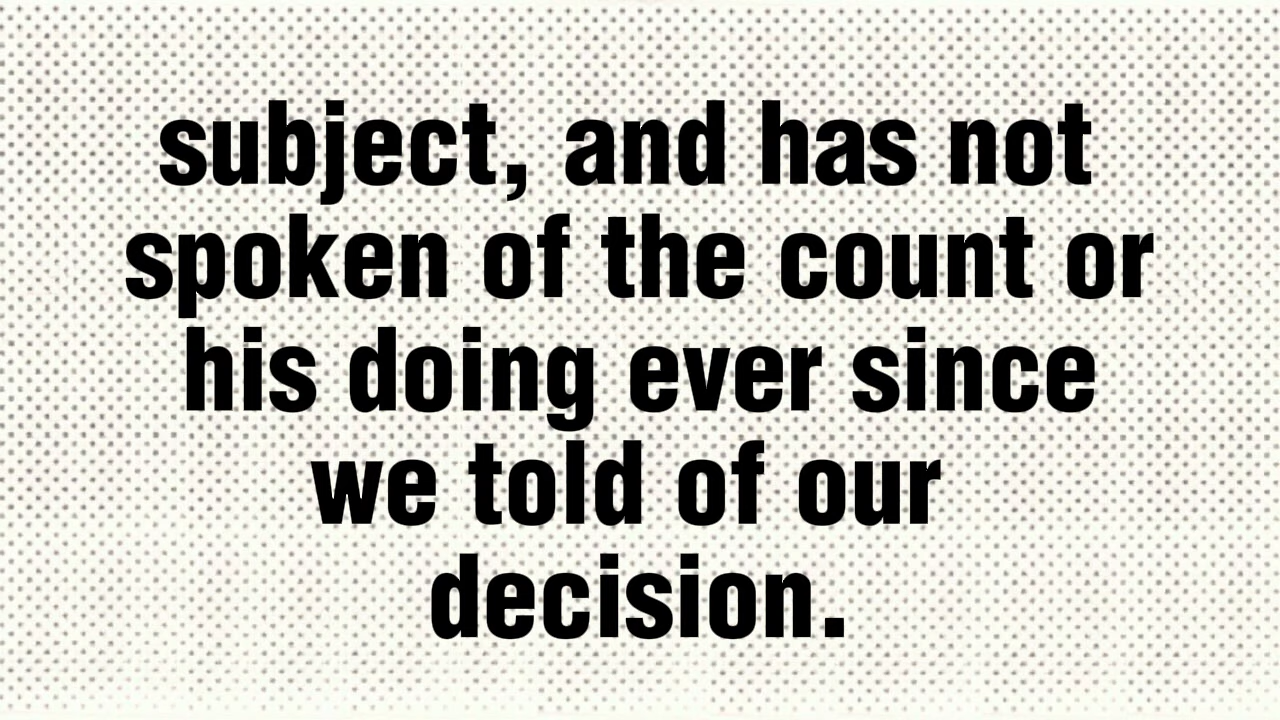 subject, and has not
spoken of the count or
his doing ever since
we told of our
decision.